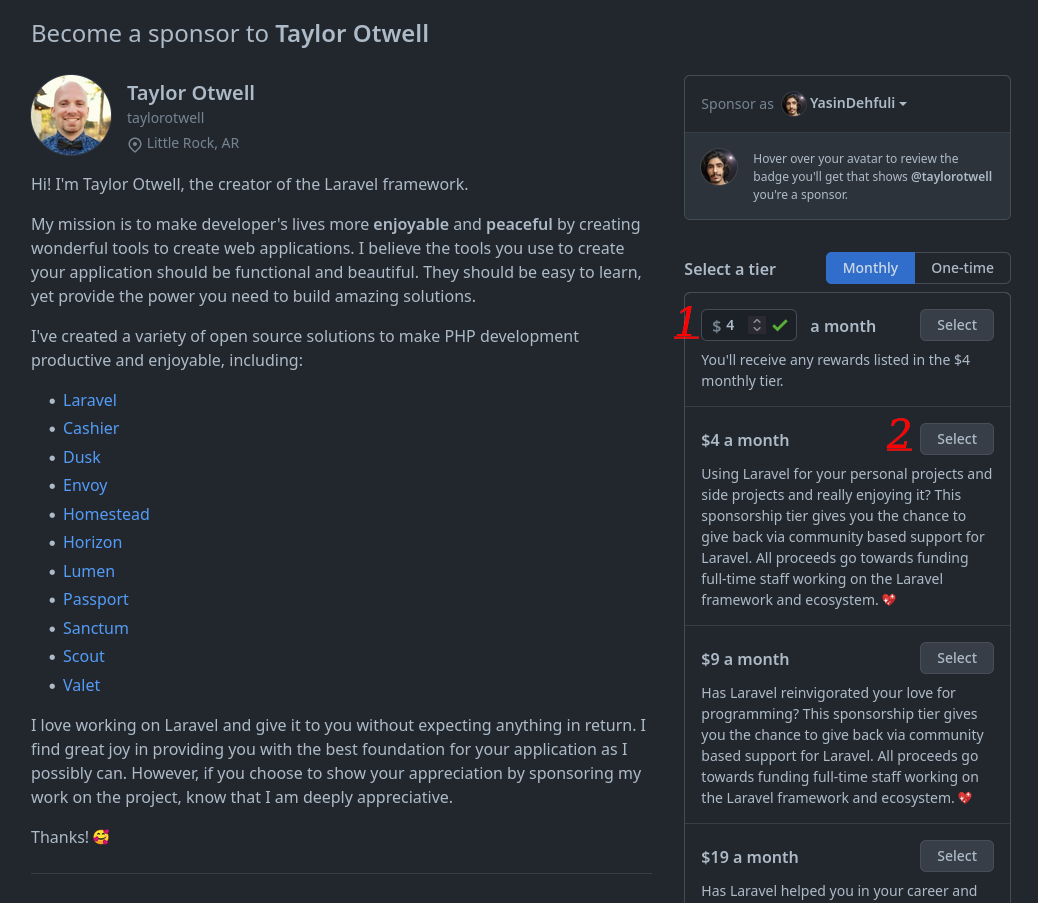 Become a sponsor to Taylor Otwell
Taylor Otwell
taylorotwell
Little Rock, AR
Hi! I'm Taylor Otwell, the creator of the Laravel framework.
My mission is to make developer's lives more enjoyable and peaceful by creating
wonderful tools to create web applications. I believe the tools you use to create
your application should be functional and beautiful. They should be easy to learn,
yet provide the power you need to build amazing solutions.
I've created a variety of open source solutions to make PHP development
productive and enjoyable, including:
• Laravel
• Cashier
• Dusk
• Envoy
• Homestead
• Horizon
• Lumen
• Passport
• Sanctum
• Scout
• Valet
I love working on Laravel and give it to you without expecting anything in return. I
find great joy in providing you with the best foundation for your application as I
possibly can. However, if you choose to show your appreciation by sponsoring my
work on the project, know that I am deeply appreciative.
Thanks! 🥰
Sponsor as YasinDehfuli
Hover over your avatar to review the
badge you'll get that shows @taylorotwell
you're a sponsor.
Select a tier Monthly One-time
1 $ 4 a month Select
You'll receive any rewards listed in the $4
monthly tier.
$4 a month 2 Select
Using Laravel for your personal projects and
side projects and really enjoying it? This
sponsorship tier gives you the chance to
give back via community based support for
Laravel. All proceeds go towards funding
full-time staff working on the Laravel
framework and ecosystem. 💖
$9 a month Select
Has Laravel reinvigorated your love for
programming? This sponsorship tier gives
you the chance to give back via community
based support for Laravel. All proceeds go
towards funding full-time staff working on
the Laravel framework and ecosystem. 💖
$19 a month Select
Has Laravel helped you in your career and